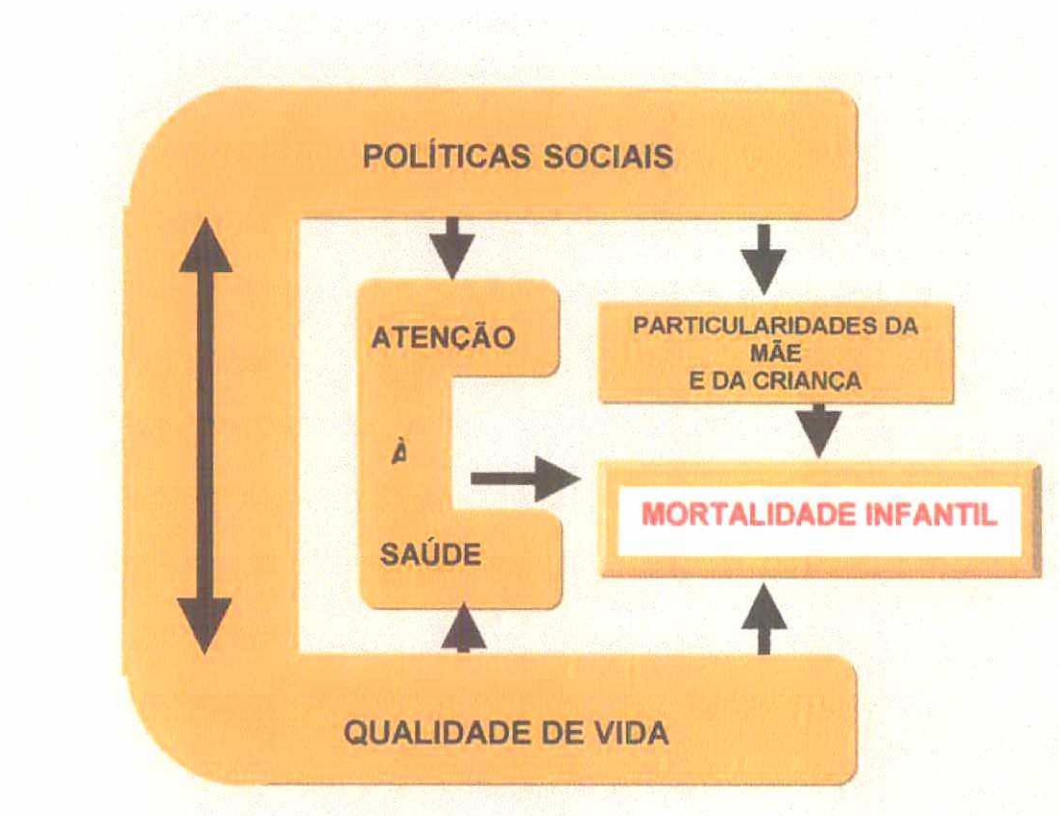 POLÍTICAS SOCIAIS
ATENÇÃO
À
SAÚDE
PARTICULARIDADES DA
MÃE
E DA CRIANÇA
MORTALIDADE INFANTIL
QUALIDADE DE VIDA